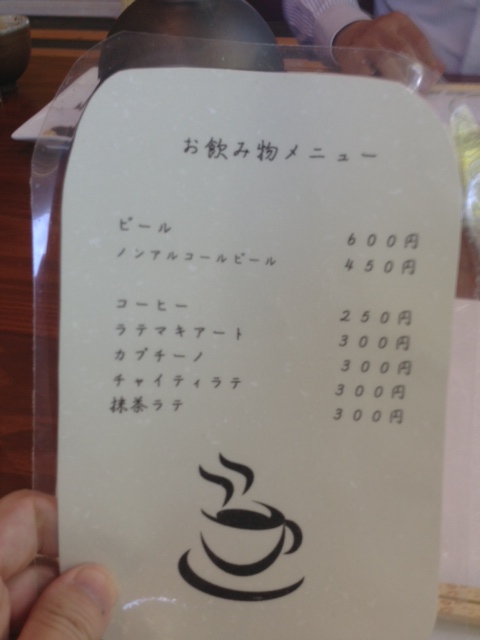 お飲み物メニュー
ビール ６００円
ノンアルコールビール ４５０円
コーヒー ２５０円
ラテマキアート ３００円
カプチーノ ３００円
チャイティラテ ３００円
抹茶ラテ ３００円